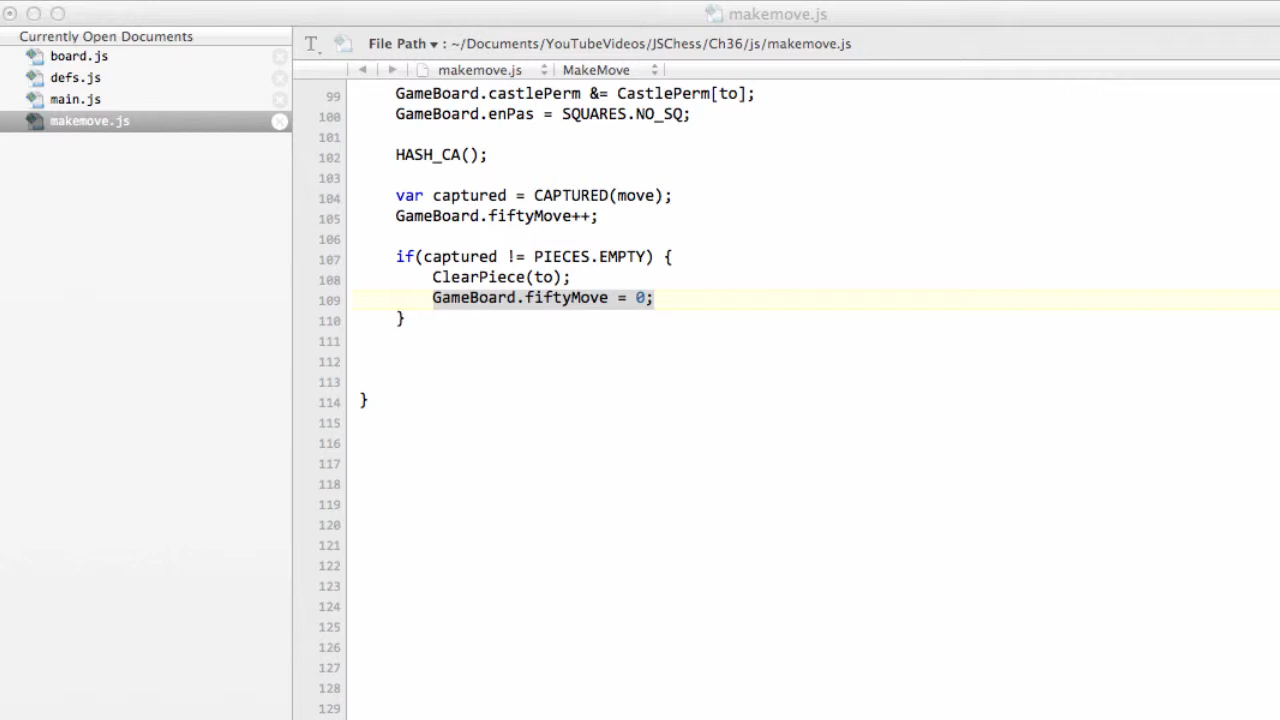 makemove.js
Currently Open Documents
board.js
defs.js
main.js
makemove.js
File Path ▾ : ~/Documents/YouTubeVideos/JSChess/Ch36/js/makemove.js
makemove.js MakeMove
99 GameBoard.castlePerm &= CastlePerm[to];
100 GameBoard.enPas = SQUARES.NO_SQ;
101
102 HASH_CA();
103
104 var captured = CAPTURED(move);
105 GameBoard.fiftyMove++;
106
107 if(captured != PIECES.EMPTY) {
108 ClearPiece(to);
109 GameBoard.fiftyMove = 0;
110 }
111
112
113
114 }
115
116
117
118
119
120
121
122
123
124
125
126
127
128
129